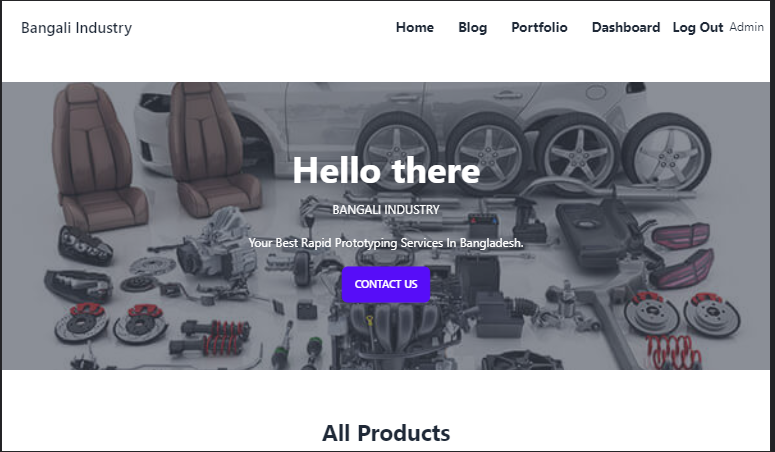 Bangali Industry
Home Blog Portfolio Dashboard Log Out Admin
Hello there
BANGALI INDUSTRY
Your Best Rapid Prototyping Services In Bangladesh.
CONTACT US
All Products